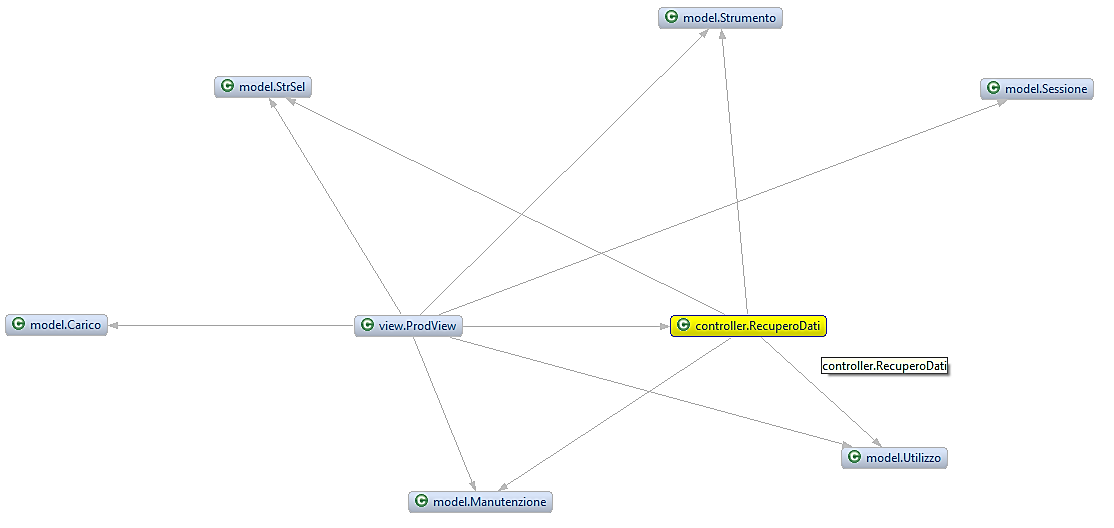 model.Strumento
model.StrSel
model.Sessione
model.Carico
view.ProdView
controller.RecuperoDati
controller.RecuperoDati
model.Utilizzo
model.Manutenzione